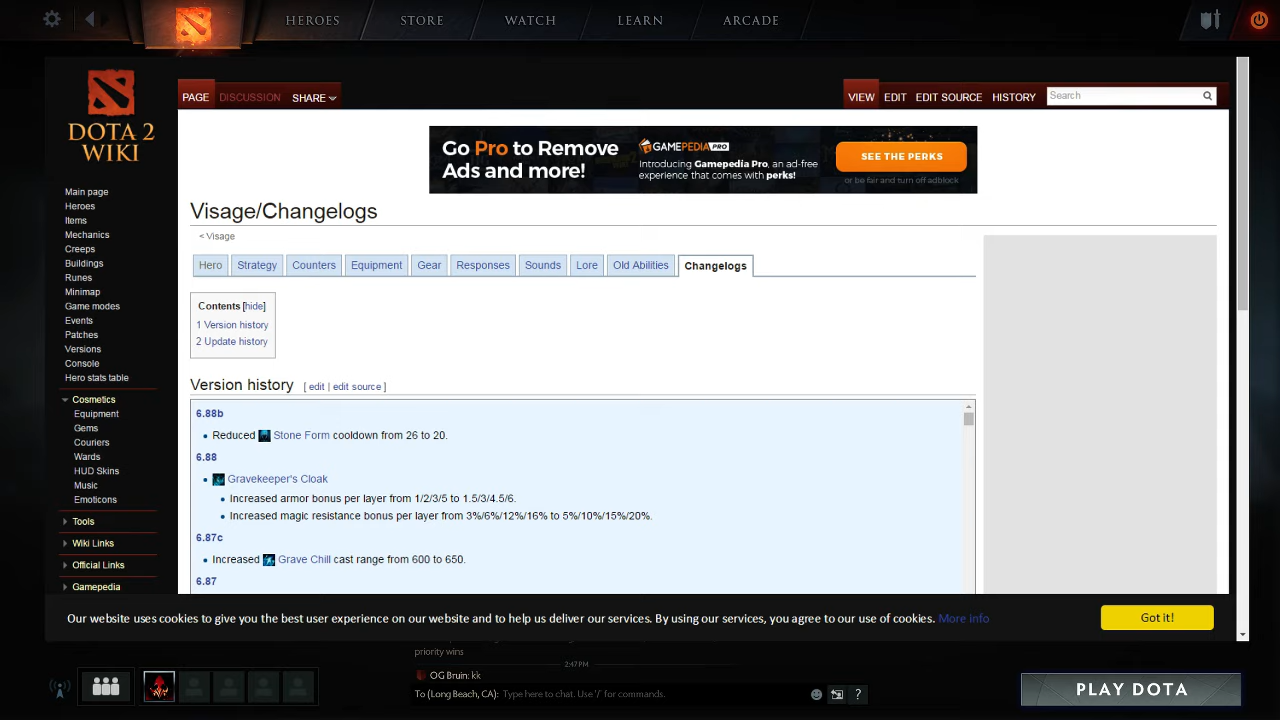 HEROES STORE WATCH LEARN ARCADE
DOTA 2
WIKI
PAGE DISCUSSION SHARE
VIEW EDIT EDIT SOURCE HISTORY Search
Go Pro to Remove
Ads and more!
GAMEPEDIA PRO
Introducing Gamepedia Pro, an ad-free
experience that comes with perks!
SEE THE PERKS
or be fair and turn off adblock
Main page
Heroes
Items
Mechanics
Creeps
Buildings
Runes
Minimap
Game modes
Events
Patches
Versions
Console
Hero stats table
Cosmetics
Equipment
Gems
Couriers
Wards
HUD Skins
Music
Emoticons
Tools
Wiki Links
Official Links
Gamepedia
Visage/Changelogs
< Visage
Hero Strategy Counters Equipment Gear Responses Sounds Lore Old Abilities Changelogs
Contents [hide]
1 Version history
2 Update history
Version history [ edit | edit source ]
6.88b
Reduced Stone Form cooldown from 26 to 20.
6.88
Gravekeeper's Cloak
Increased armor bonus per layer from 1/2/3/5 to 1.5/3/4.5/6.
Increased magic resistance bonus per layer from 3%/6%/12%/16% to 5%/10%/15%/20%.
6.87c
Increased Grave Chill cast range from 600 to 650.
6.87
Our website uses cookies to give you the best user experience on our website and to help us deliver our services. By using our services, you agree to our use of cookies. More info
Got it!
priority wins
2:47 PM
OG Bruin: kk
To (Long Beach, CA): Type here to chat. Use '/' for commands.
?
PLAY DOTA